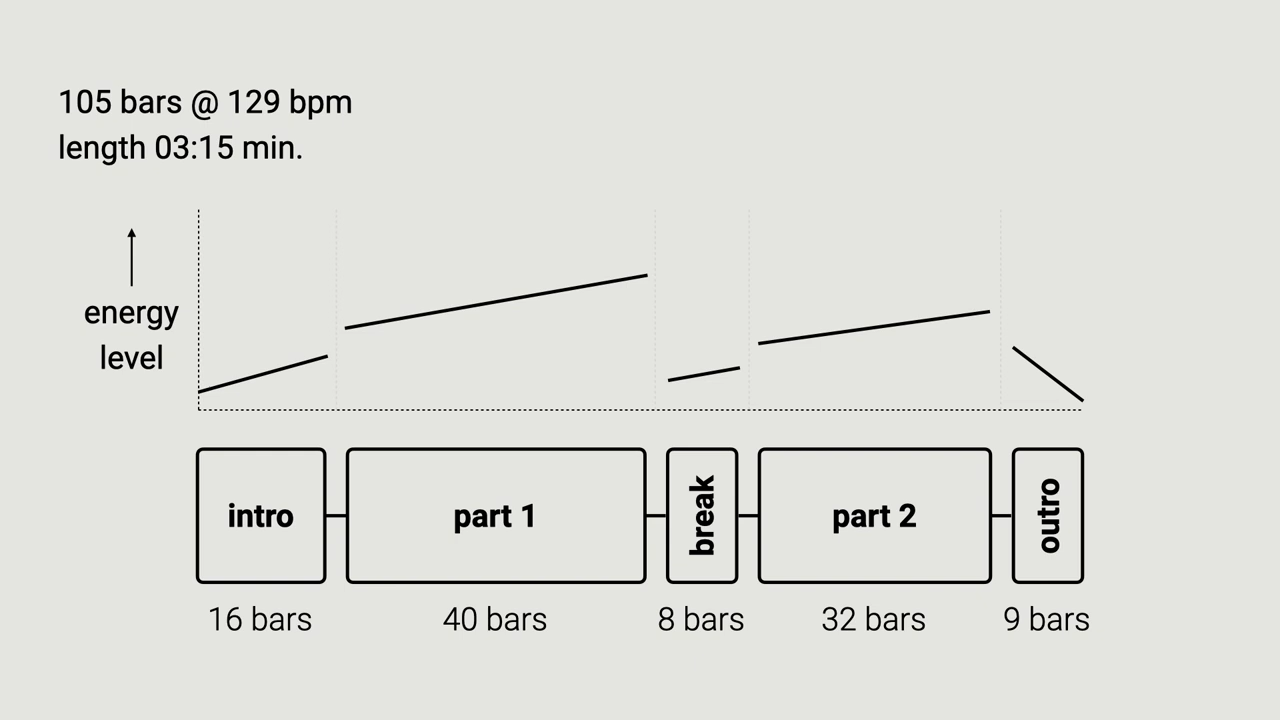 105 bars @ 129 bpm
length 03:15 min.
energy
level
intro
part 1
break
part 2
outro
16 bars
40 bars
8 bars
32 bars
9 bars